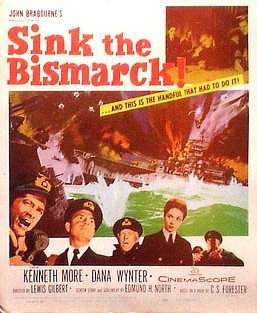 JOHN BRABOURNE'S
Sink the
Bismarck!
...AND THIS IS THE HANDFUL THAT HAD TO DO IT!
KENNETH MORE · DANA WYNTER
CINEMASCOPE
DIRECTED BY LEWIS GILBERT · SCREEN STORY AND SCREENPLAY BY EDMUND H. NORTH · BASED ON A BOOK BY C.S. FORESTER